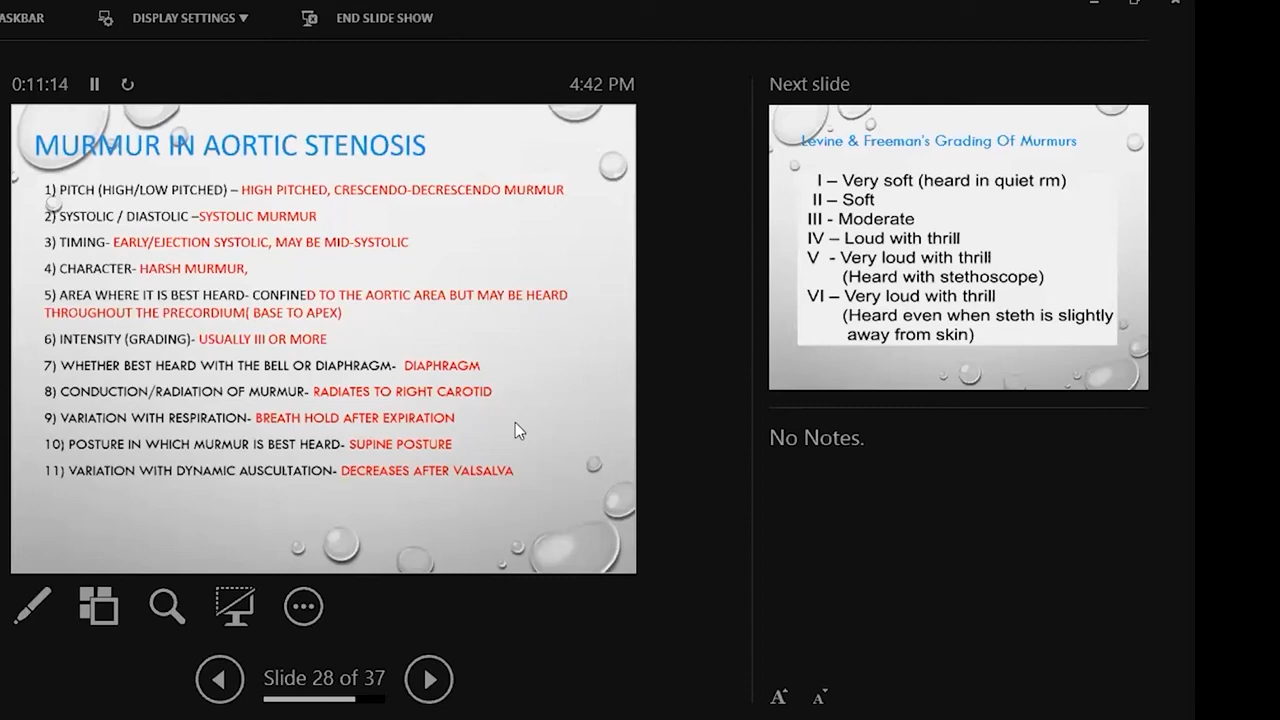 ASKBAR
DISPLAY SETTINGS ▼
END SLIDE SHOW
0:11:14
4:42 PM
MURMUR IN AORTIC STENOSIS
1) PITCH (HIGH/LOW PITCHED) – HIGH PITCHED, CRESCENDO-DECRESCENDO MURMUR
2) SYSTOLIC / DIASTOLIC –SYSTOLIC MURMUR
3) TIMING- EARLY/EJECTION SYSTOLIC, MAY BE MID-SYSTOLIC
4) CHARACTER- HARSH MURMUR,
5) AREA WHERE IT IS BEST HEARD- CONFINED TO THE AORTIC AREA BUT MAY BE HEARD
THROUGHOUT THE PRECORDIUM( BASE TO APEX)
6) INTENSITY (GRADING)- USUALLY III OR MORE
7) WHETHER BEST HEARD WITH THE BELL OR DIAPHRAGM- DIAPHRAGM
8) CONDUCTION/RADIATION OF MURMUR- RADIATES TO RIGHT CAROTID
9) VARIATION WITH RESPIRATION- BREATH HOLD AFTER EXPIRATION
10) POSTURE IN WHICH MURMUR IS BEST HEARD- SUPINE POSTURE
11) VARIATION WITH DYNAMIC AUSCULTATION- DECREASES AFTER VALSALVA
Slide 28 of 37
Next slide
Levine & Freeman's Grading Of Murmurs
I – Very soft (heard in quiet rm)
II – Soft
III - Moderate
IV – Loud with thrill
V - Very loud with thrill
(Heard with stethoscope)
VI – Very loud with thrill
(Heard even when steth is slightly
away from skin)
No Notes.
A A